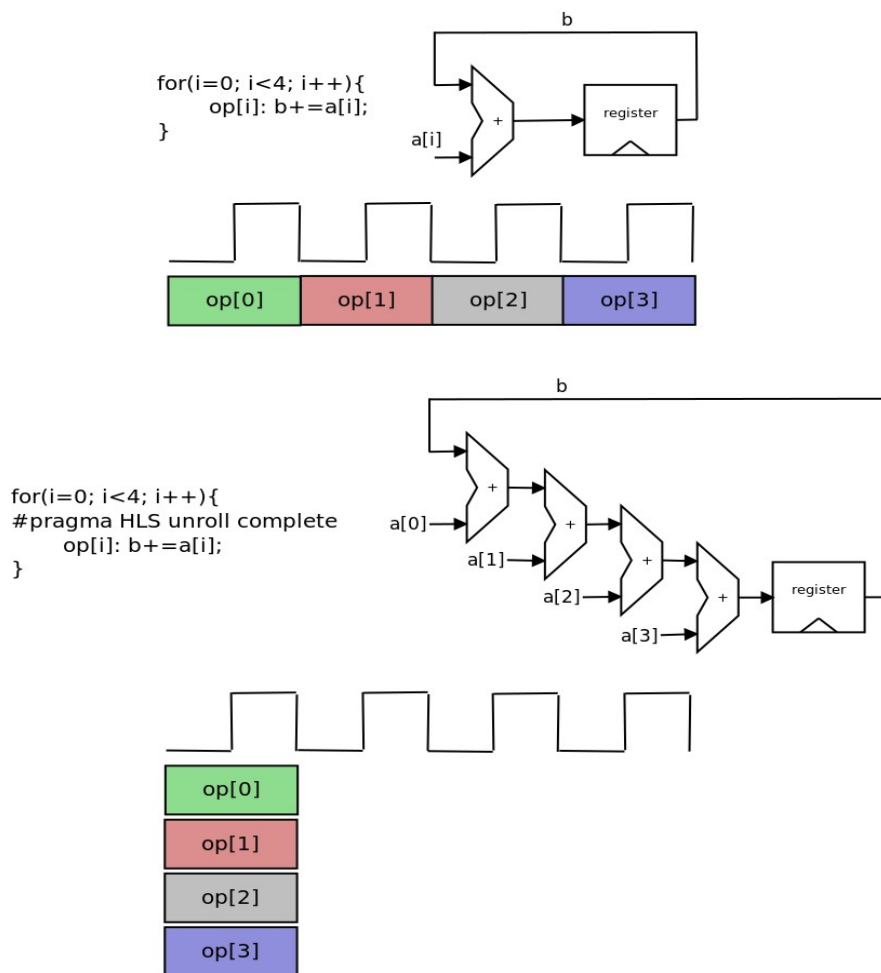 b
for(i=0; i<4; i++){
op[i]: b+=a[i];
}
+
register
a[i]
op[0] op[1] op[2] op[3]
b
for(i=0; i<4; i++){
#pragma HLS unroll complete
op[i]: b+=a[i];
}
+
a[0]
+
a[1]
+
a[2]
+
register
a[3]
op[0]
op[1]
op[2]
op[3]